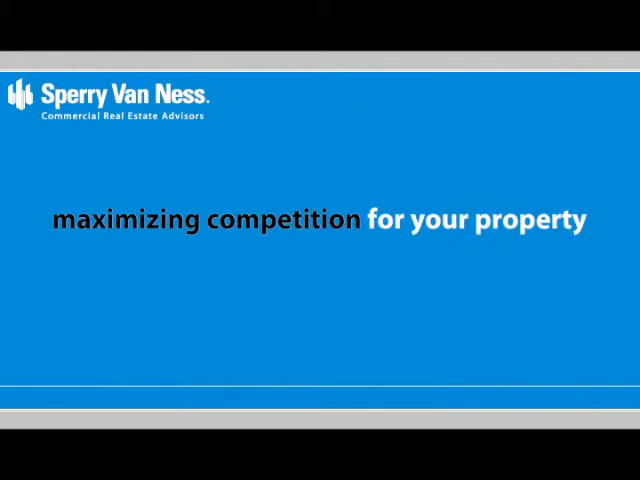 Sperry Van Ness.
Commercial Real Estate Advisors
maximizing competition for your property